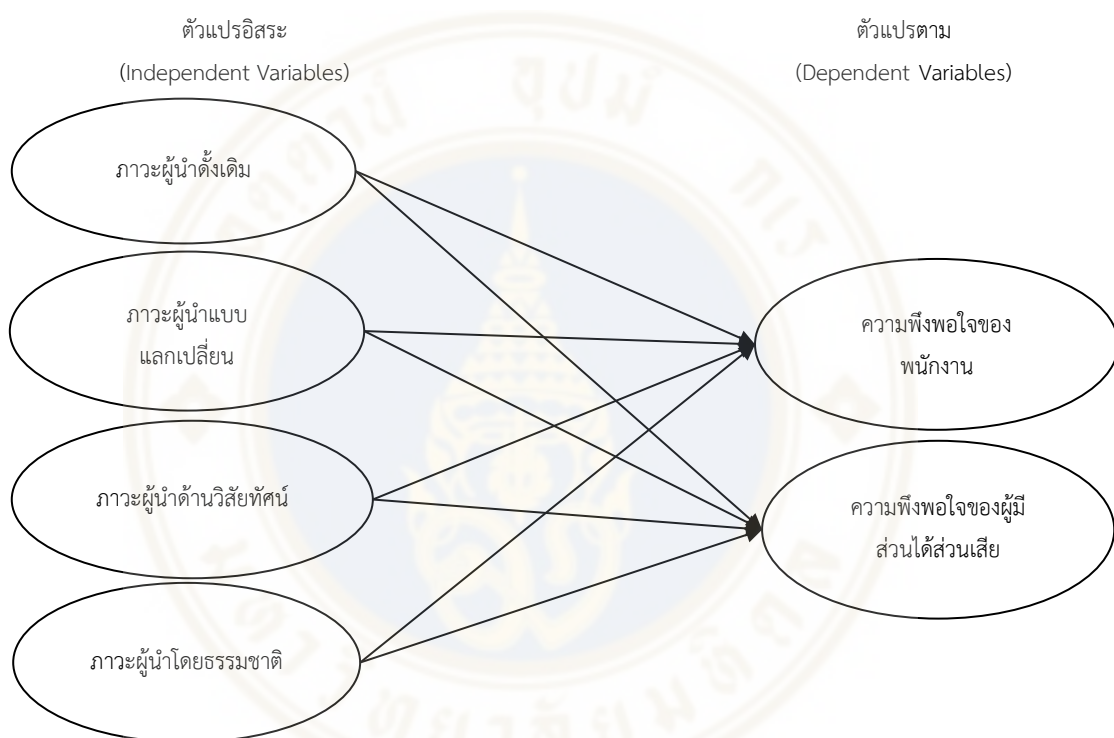 ตัวแปรอิสระ
(Independent Variables)
ตัวแปรตาม
(Dependent Variables)
ภาวะผู้นำดั้งเดิม
ภาวะผู้นำแบบ
แลกเปลี่ยน
ภาวะผู้นำด้านวิสัยทัศน์
ภาวะผู้นำโดยธรรมชาติ
ความพึงพอใจของ
พนักงาน
ความพึงพอใจของผู้มี
ส่วนได้ส่วนเสีย